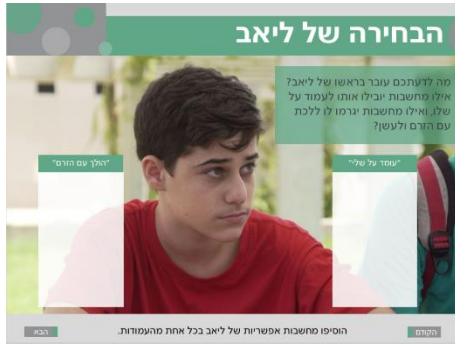 הבחירה של ליאב
מה לדעתכם עובר בראשו של ליאב?
אילו מחשבות יובילו אותו לעמוד על
שלו, ואילו מחשבות יגרמו לו ללכת
עם הזרם ולעשן?
"עומד על שלי"
"הולך עם הזרם"
הוסיפו מחשבות אפשריות של ליאב בכל אחת מהעמודות.
הקודם
הבא